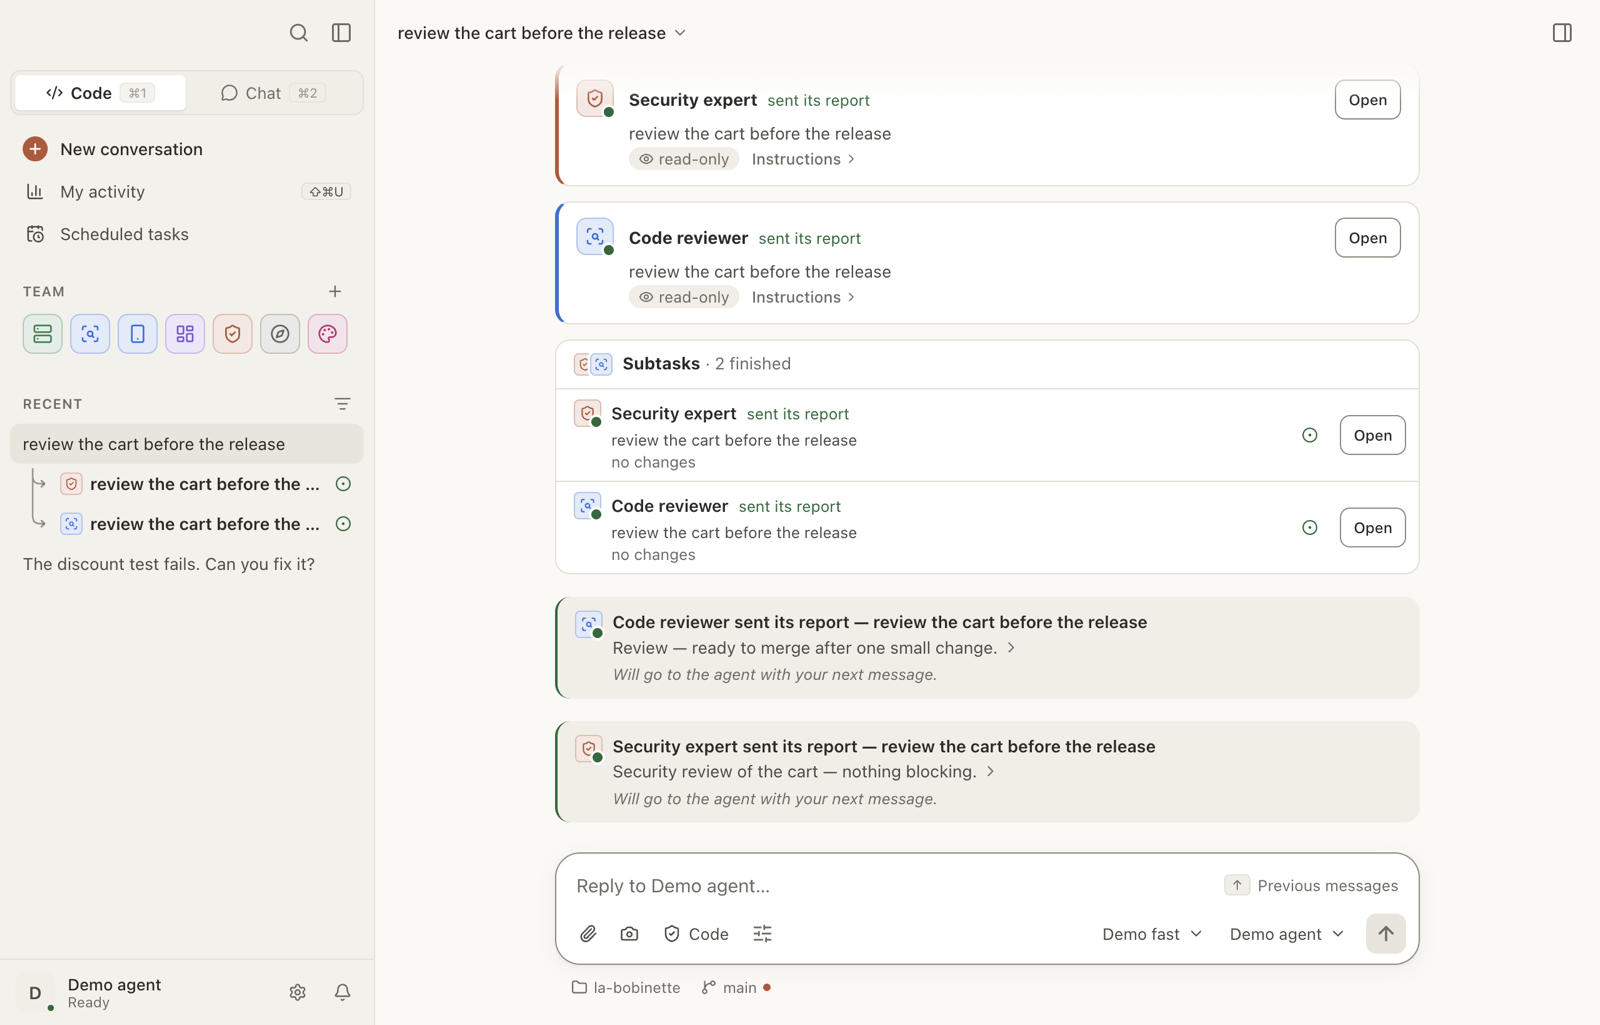 review the cart before the release
Code ⌘1
Chat ⌘2
New conversation
My activity ⇧⌘U
Scheduled tasks
TEAM
RECENT
review the cart before the release
review the cart before the ...
review the cart before the ...
The discount test fails. Can you fix it?
D
Demo agent
Ready
Security expert sent its report
Open
review the cart before the release
read-only Instructions
Code reviewer sent its report
Open
review the cart before the release
read-only Instructions
Subtasks · 2 finished
Security expert sent its report
review the cart before the release
no changes
Open
Code reviewer sent its report
review the cart before the release
no changes
Open
Code reviewer sent its report — review the cart before the release
Review — ready to merge after one small change.
Will go to the agent with your next message.
Security expert sent its report — review the cart before the release
Security review of the cart — nothing blocking.
Will go to the agent with your next message.
Reply to Demo agent...
Previous messages
Code
Demo fast
Demo agent
la-bobinette
main